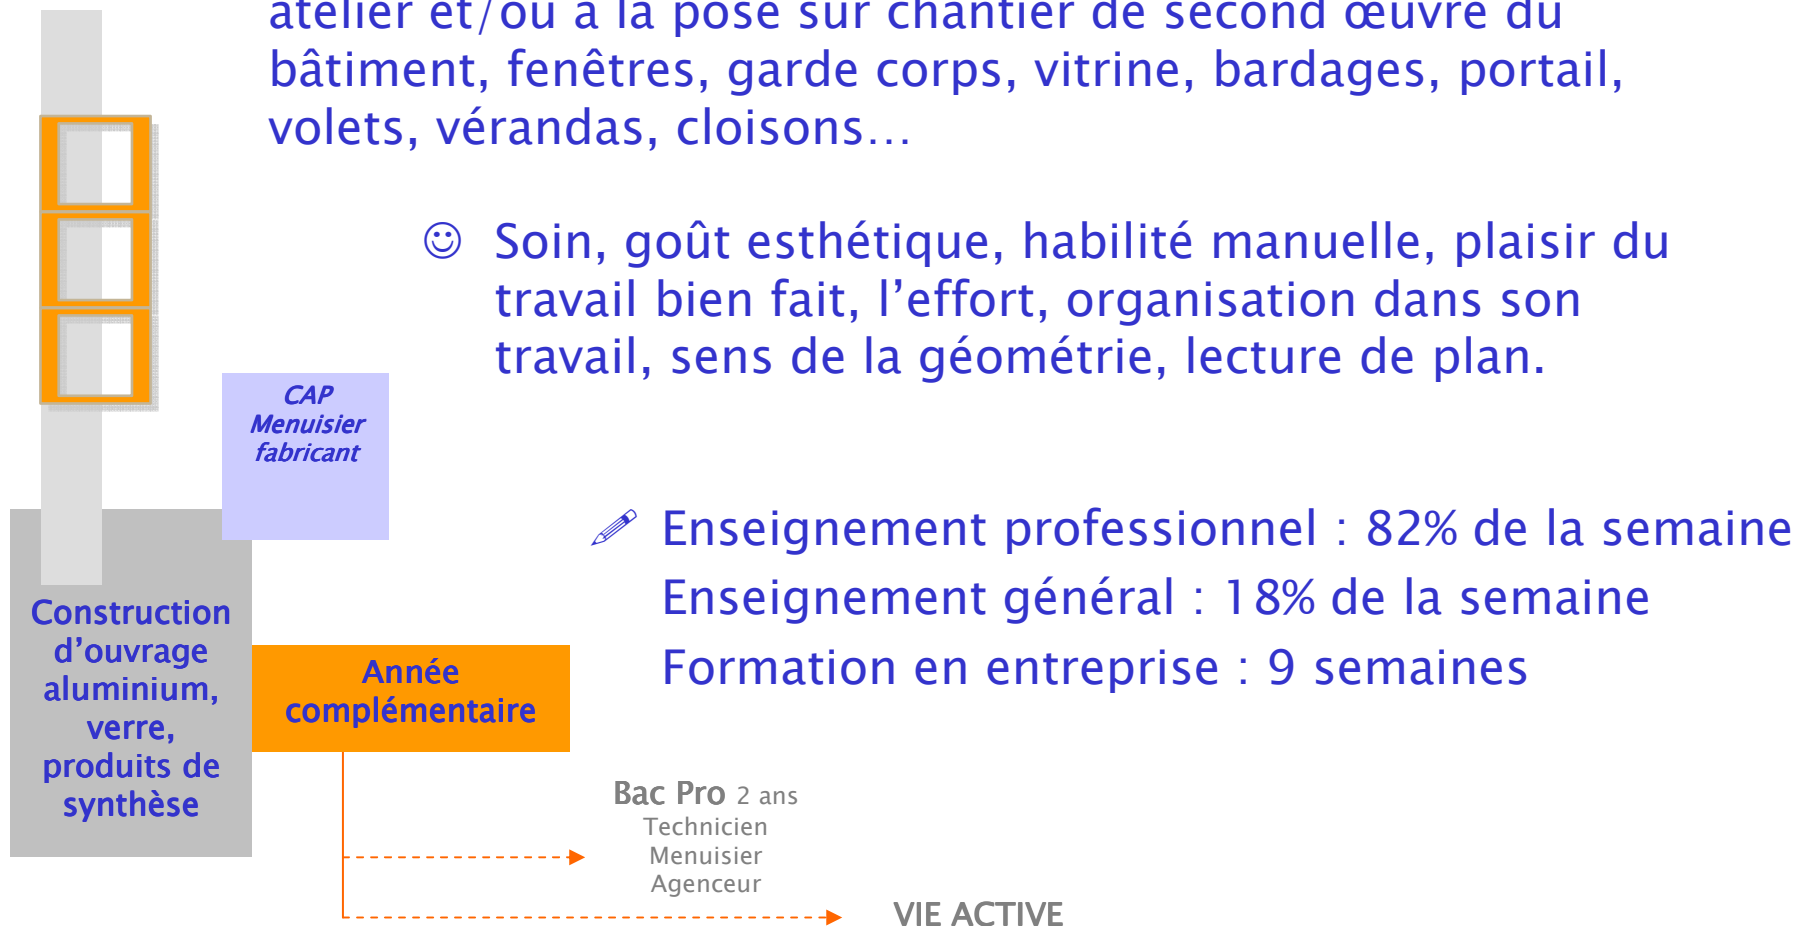 atelier et/ou à la pose sur chantier de second œuvre du
bâtiment, fenêtres, garde corps, vitrine, bardages, portail,
volets, vérandas, cloisons…
☺ Soin, goût esthétique, habilité manuelle, plaisir du
travail bien fait, l’effort, organisation dans son
travail, sens de la géométrie, lecture de plan.
CAP
Menuisier
fabricant
Enseignement professionnel : 82% de la semaine
Enseignement général : 18% de la semaine
Formation en entreprise : 9 semaines
Construction
d’ouvrage
aluminium,
verre,
produits de
synthèse
Année
complémentaire
Bac Pro 2 ans
Technicien
Menuisier
Agenceur
VIE ACTIVE